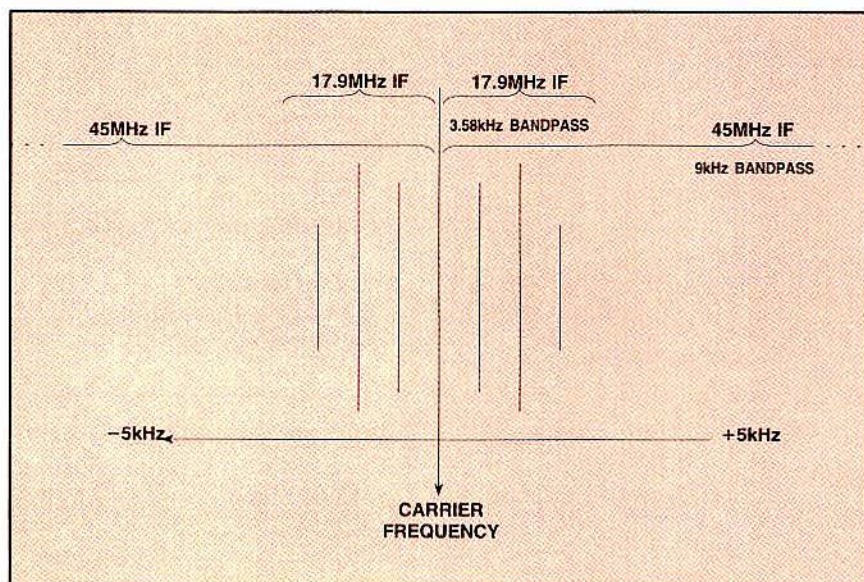 17.9MHz IF
17.9MHz IF
3.58kHz BANDPASS
45MHz IF
45MHz IF
9kHz BANDPASS
−5kHz
+5kHz
CARRIER
FREQUENCY